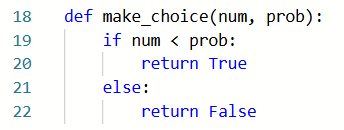 18 def make_choice(num, prob):
19     if num < prob:
20         return True
21     else:
22         return False